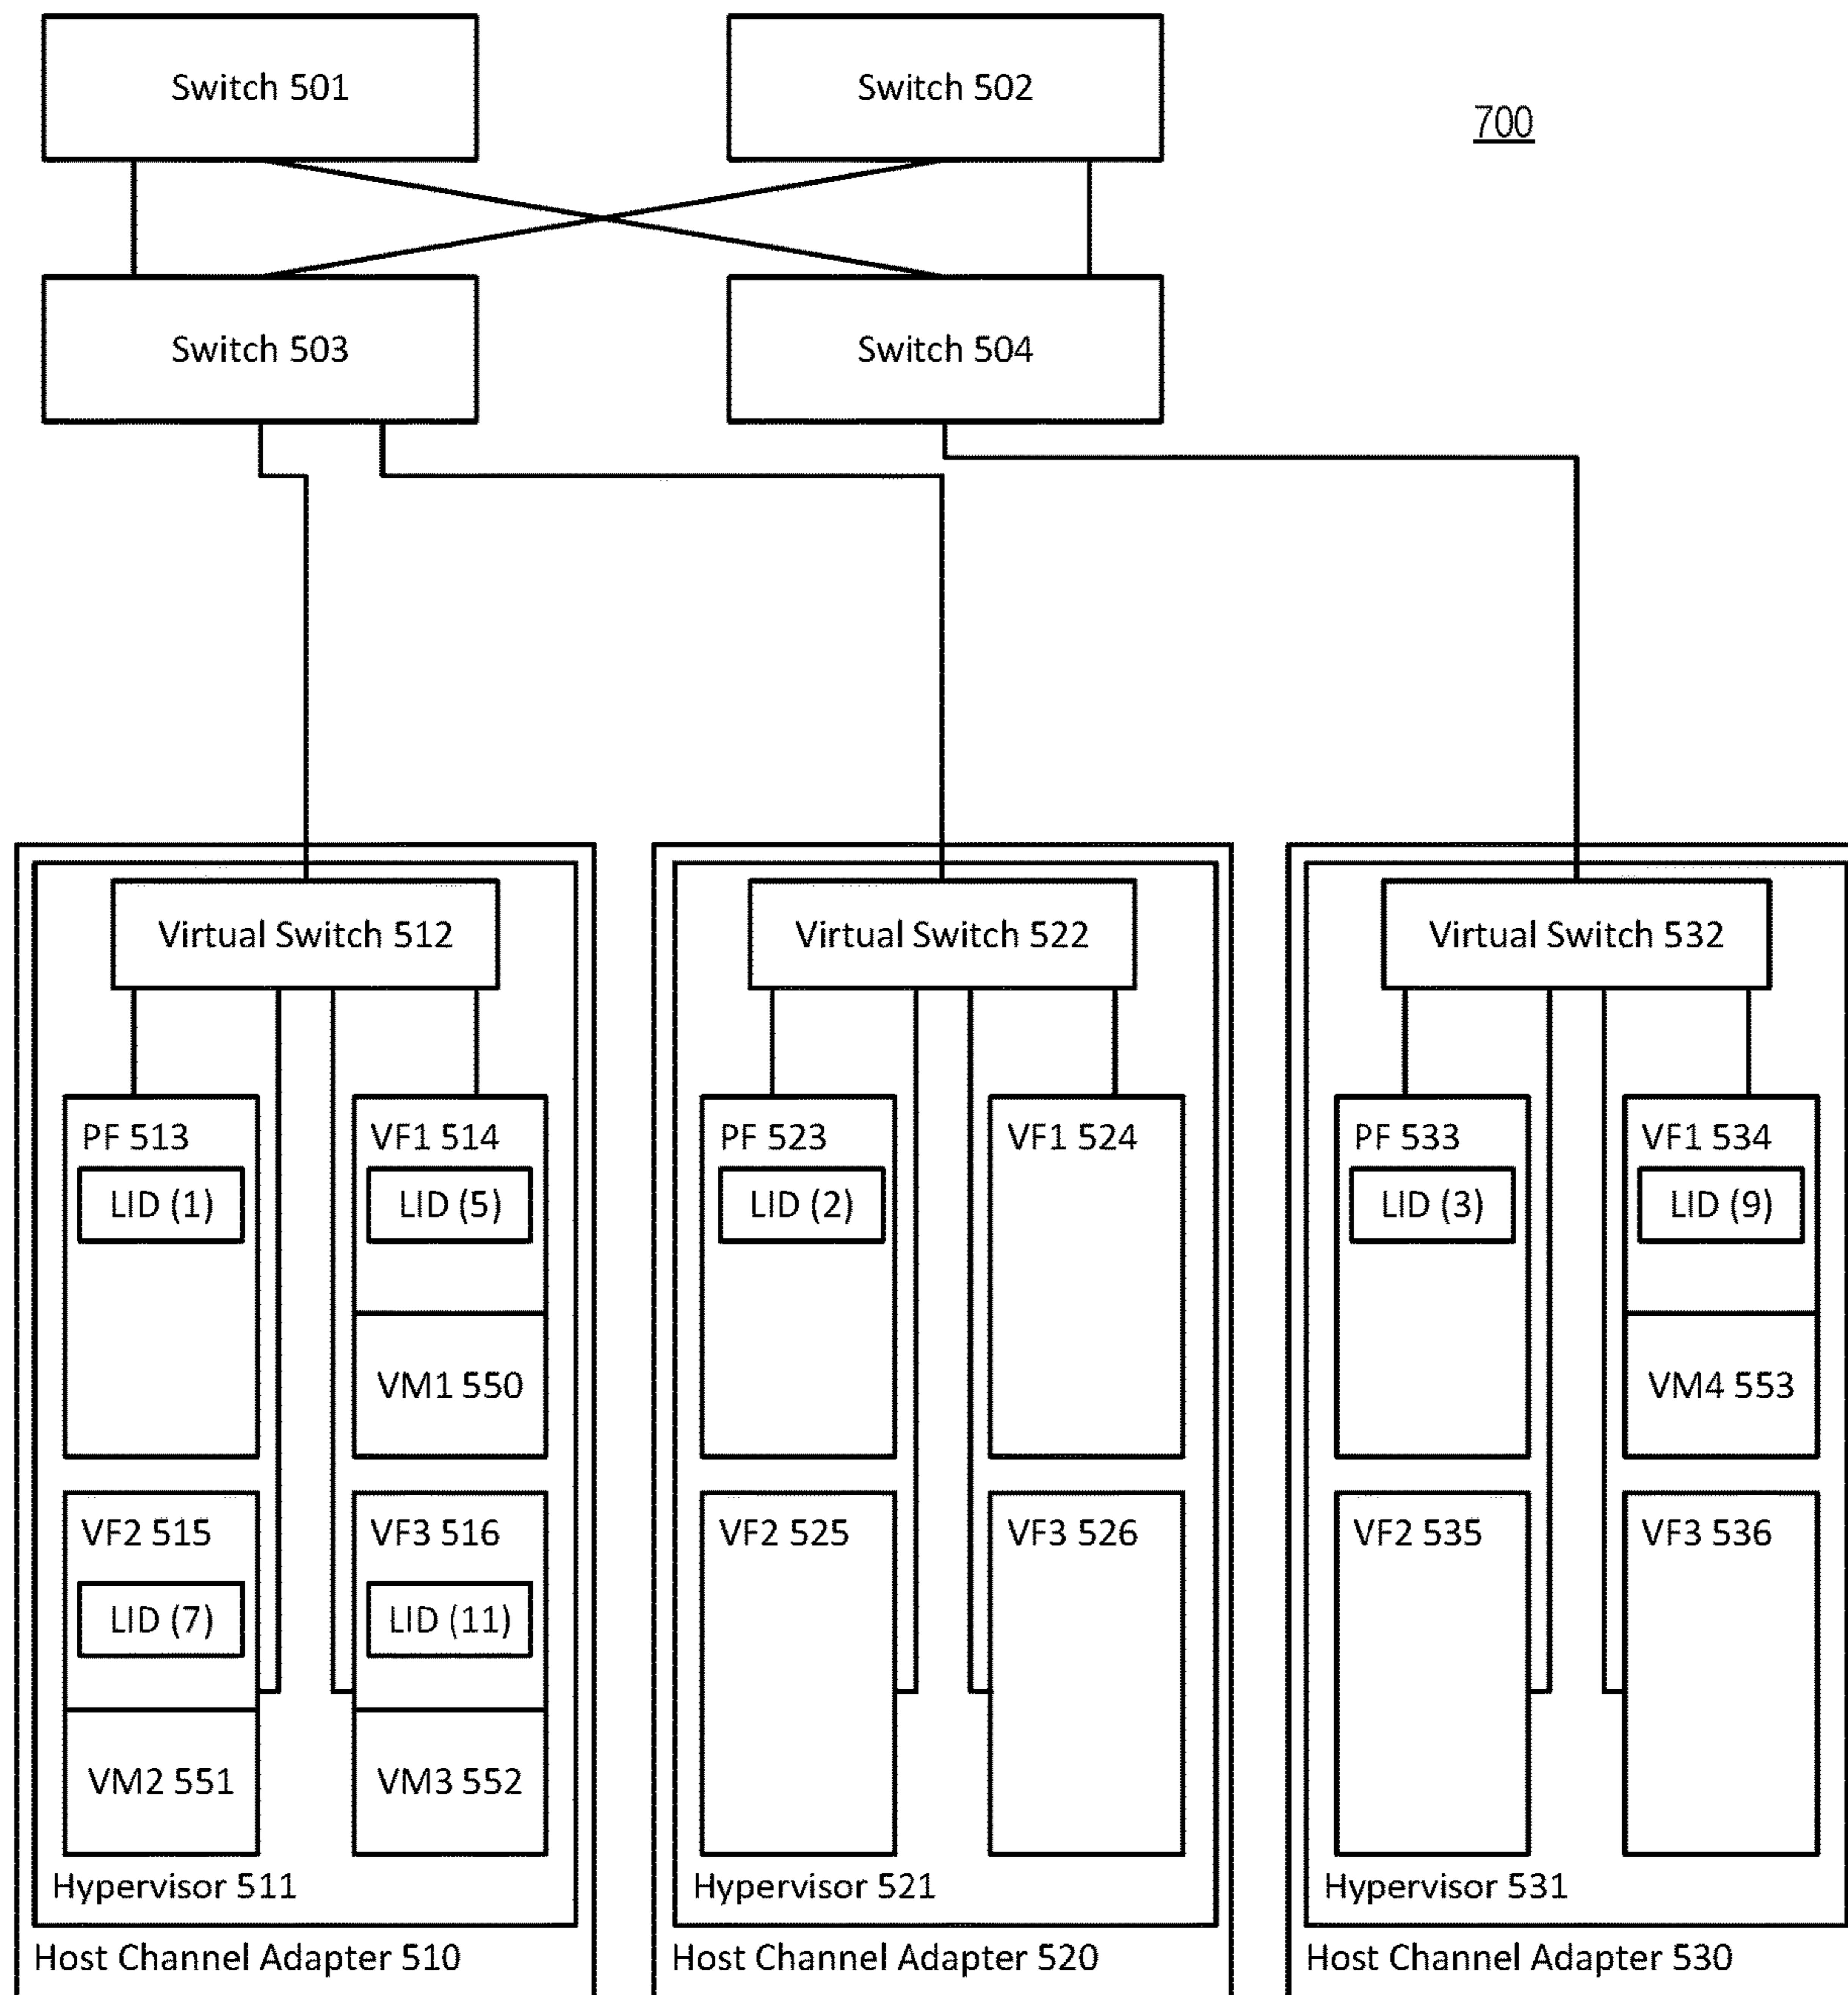 Switch 501
Switch 502
700
Switch 503
Switch 504
Virtual Switch 512
PF 513
LID (1)
VF1 514
LID (5)
VM1 550
VF2 515
LID (7)
VM2 551
VF3 516
LID (11)
VM3 552
Hypervisor 511
Host Channel Adapter 510
Virtual Switch 522
PF 523
LID (2)
VF1 524
VF2 525
VF3 526
Hypervisor 521
Host Channel Adapter 520
Virtual Switch 532
PF 533
LID (3)
VF1 534
LID (9)
VM4 553
VF2 535
VF3 536
Hypervisor 531
Host Channel Adapter 530